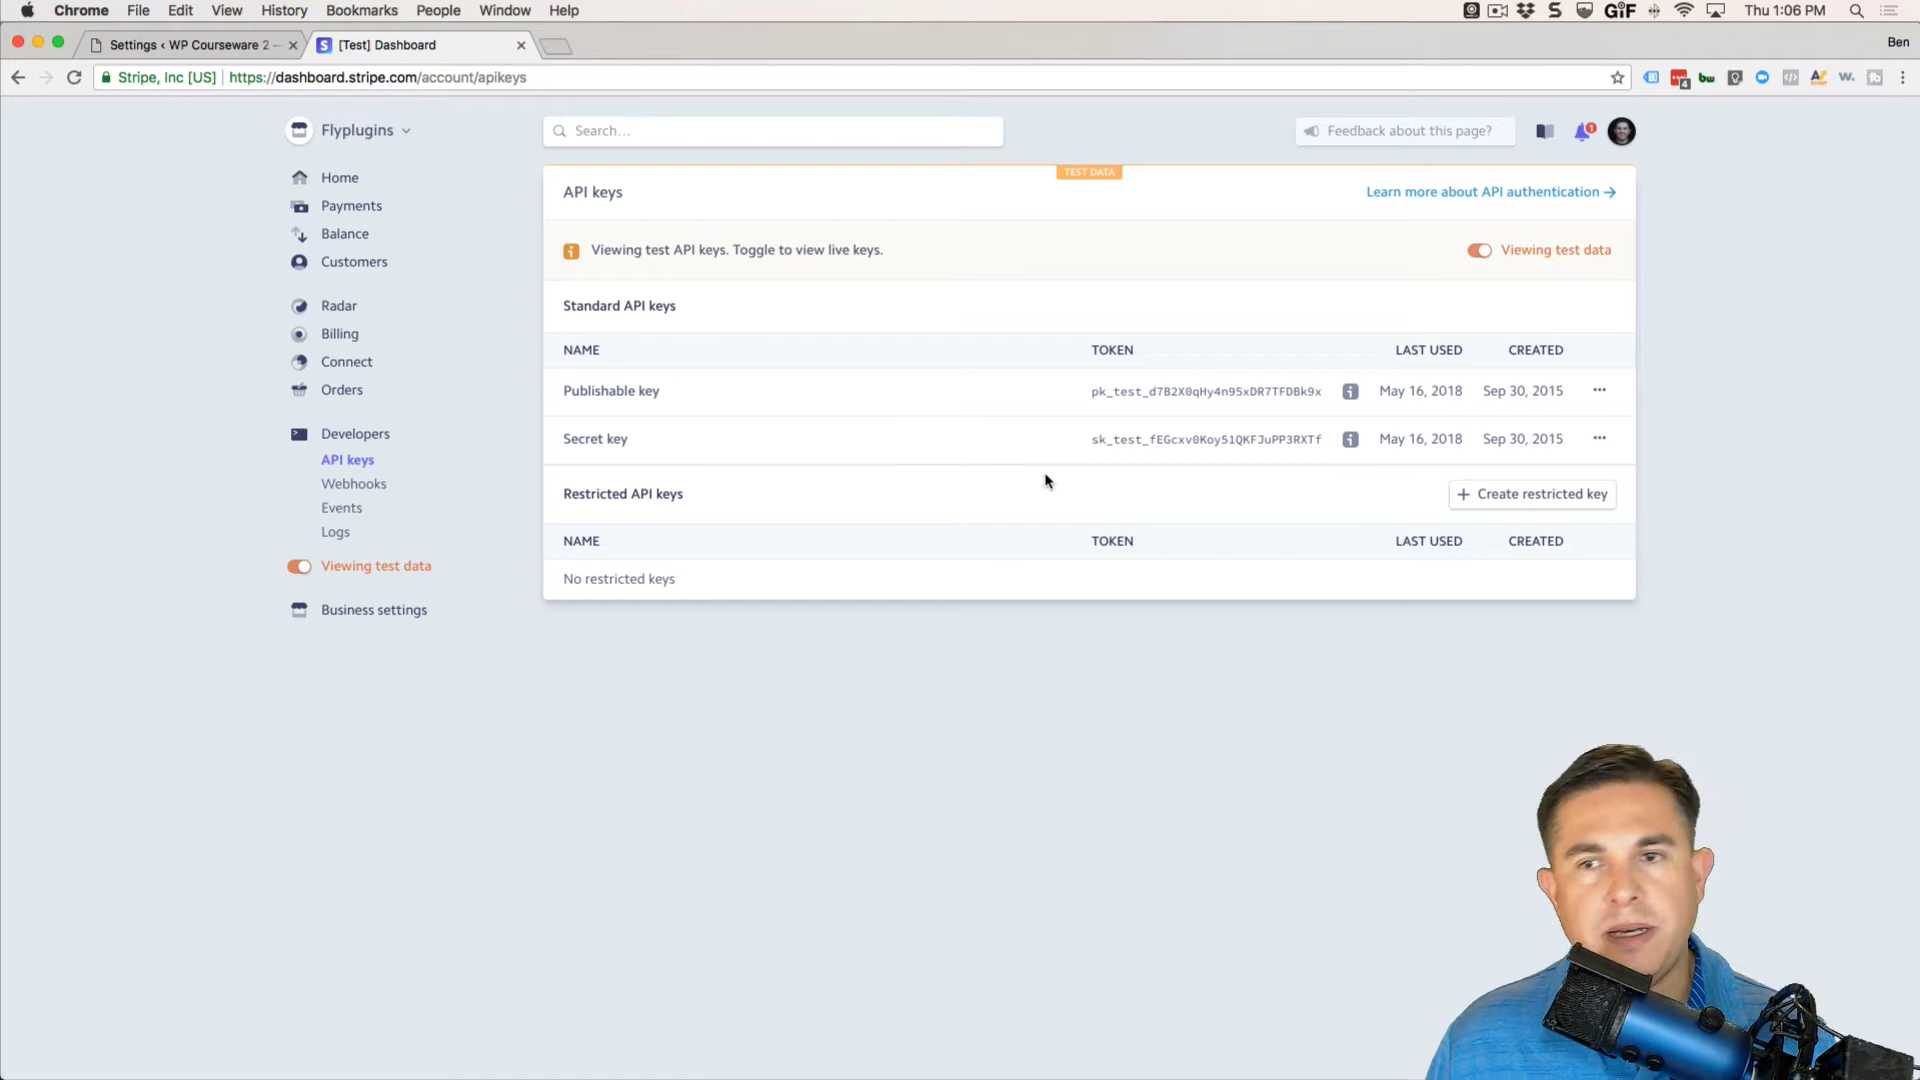 Chrome File Edit View History Bookmarks People Window Help GIF Thu 1:06 PM
Settings ‹ WP Courseware 2 – [Test] Dashboard Ben
Stripe, Inc [US] https://dashboard.stripe.com/account/apikeys
Flyplugins Search... Feedback about this page? 1
TEST DATA
API keys Learn more about API authentication →
Viewing test API keys. Toggle to view live keys. Viewing test data
Standard API keys
NAME TOKEN LAST USED CREATED
Publishable key pk_test_d7B2X0qHy4n95xDR7TFDBk9x May 16, 2018 Sep 30, 2015
Secret key sk_test_fEGcxv0Koy51QKFJuPP3RXTf May 16, 2018 Sep 30, 2015
Restricted API keys + Create restricted key
NAME TOKEN LAST USED CREATED
No restricted keys
Home
Payments
Balance
Customers
Radar
Billing
Connect
Orders
Developers
API keys
Webhooks
Events
Logs
Viewing test data
Business settings